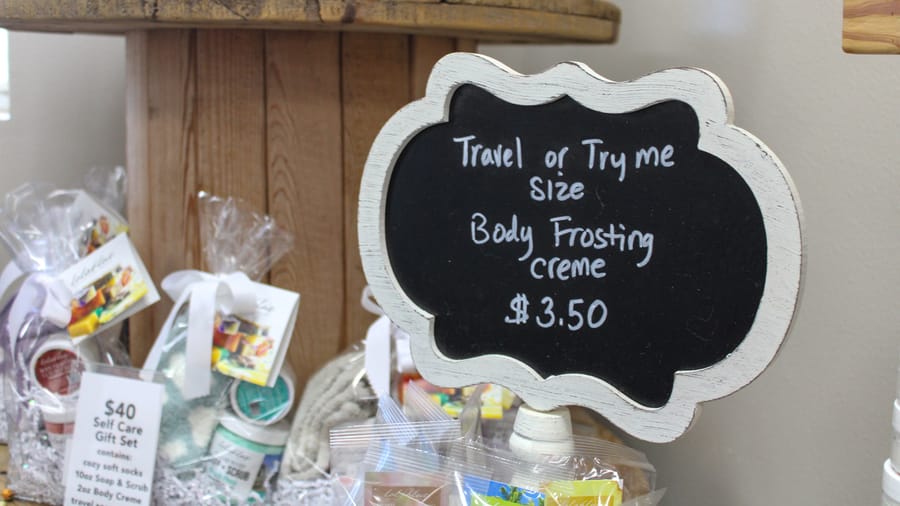 Travel or Try me
Size
Body Frosting
creme
$3.50
$40
Self Care
Gift Set
contains:
cozy soft socks
10oz Soap & Scrub
2oz Body Creme
SCRUB